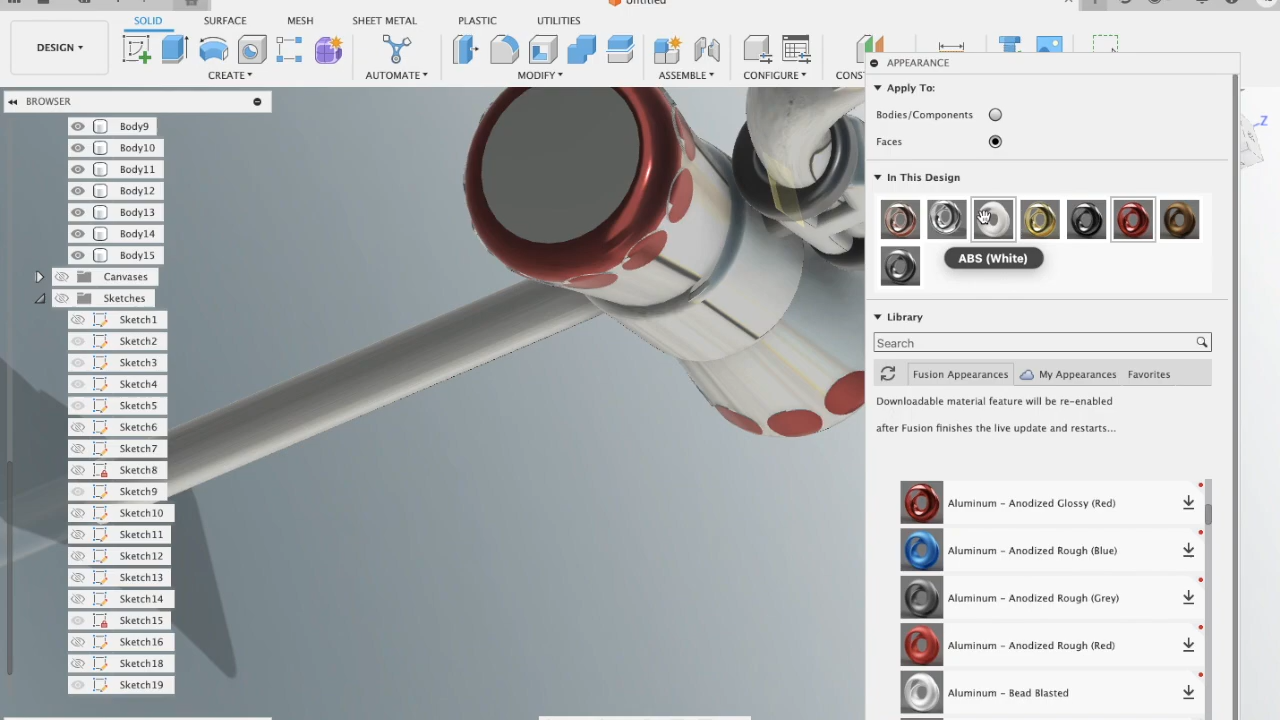 Untitled
SOLID
SURFACE
MESH
SHEET METAL
PLASTIC
UTILITIES
DESIGN
CREATE
AUTOMATE
MODIFY
ASSEMBLE
CONFIGURE
CONST
BROWSER
Body9
Body10
Body11
Body12
Body13
Body14
Body15
Canvases
Sketches
Sketch1
Sketch2
Sketch3
Sketch4
Sketch5
Sketch6
Sketch7
Sketch8
Sketch9
Sketch10
Sketch11
Sketch12
Sketch13
Sketch14
Sketch15
Sketch16
Sketch18
Sketch19
APPEARANCE
Apply To:
Bodies/Components
Faces
In This Design
ABS (White)
Library
Search
Fusion Appearances
My Appearances
Favorites
Downloadable material feature will be re-enabled
after Fusion finishes the live update and restarts...
Aluminum - Anodized Glossy (Red)
Aluminum - Anodized Rough (Blue)
Aluminum - Anodized Rough (Grey)
Aluminum - Anodized Rough (Red)
Aluminum - Bead Blasted
Z